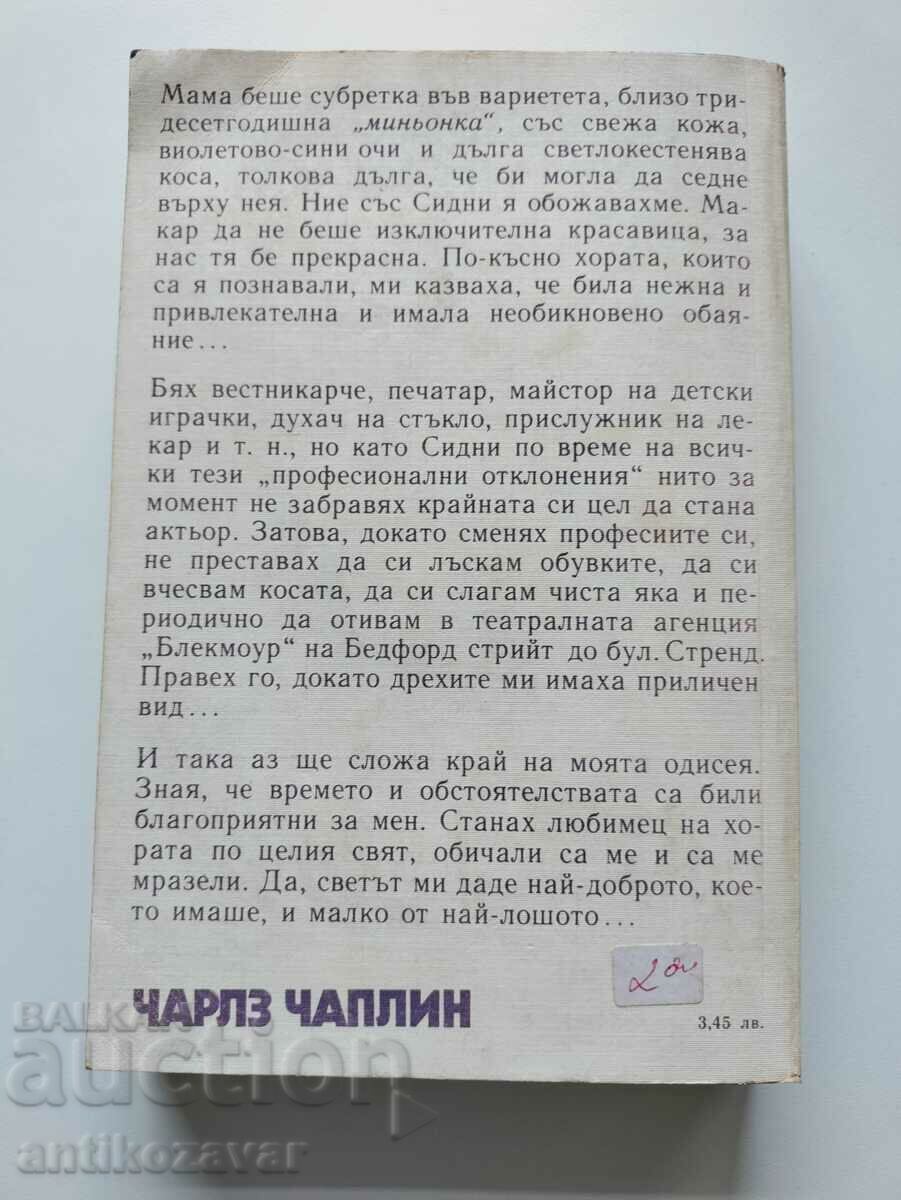 Мама беше субретка във вариетета, близо три-
десетгодишна „миньонка“, със свежа кожа,
виолетово-сини очи и дълга светлокестенява
коса, толкова дълга, че би могла да седне
върху нея. Ние със Сидни я обожавахме. Ма-
кар да не беше изключителна красавица, за
нас тя бе прекрасна. По-късно хората, които
са я познавали, ми казваха, че била нежна и
привлекателна и имала необикновено обая-
ние...
Бях вестникарче, печатар, майстор на детски
играчки, духач на стъкло, прислужник на ле-
кар и т. н., но като Сидни по време на всич-
ки тези „професионални отклонения“ нито за
момент не забравях крайната си цел да стана
актьор. Затова, докато сменях професиите си,
не преставах да си лъскам обувките, да си
вчесвам косата, да си слагам чиста яка и пе-
риодично да отивам в театралната агенция
„Блекмоур“ на Бедфорд стрийт до бул. Стренд.
Правех го, докато дрехите ми имаха приличен
вид...
И така аз ще сложа край на моята одисея.
Зная, че времето и обстоятелствата са били
благоприятни за мен. Станах любимец на хо-
рата по целия свят, обичали са ме и са ме
мразели. Да, светът ми даде най-доброто, кое-
то имаше, и малко от най-лошото...
2
ЧАРЛЗ ЧАПЛИН
3,45 лв.
BALKAN
auction
antikozavar